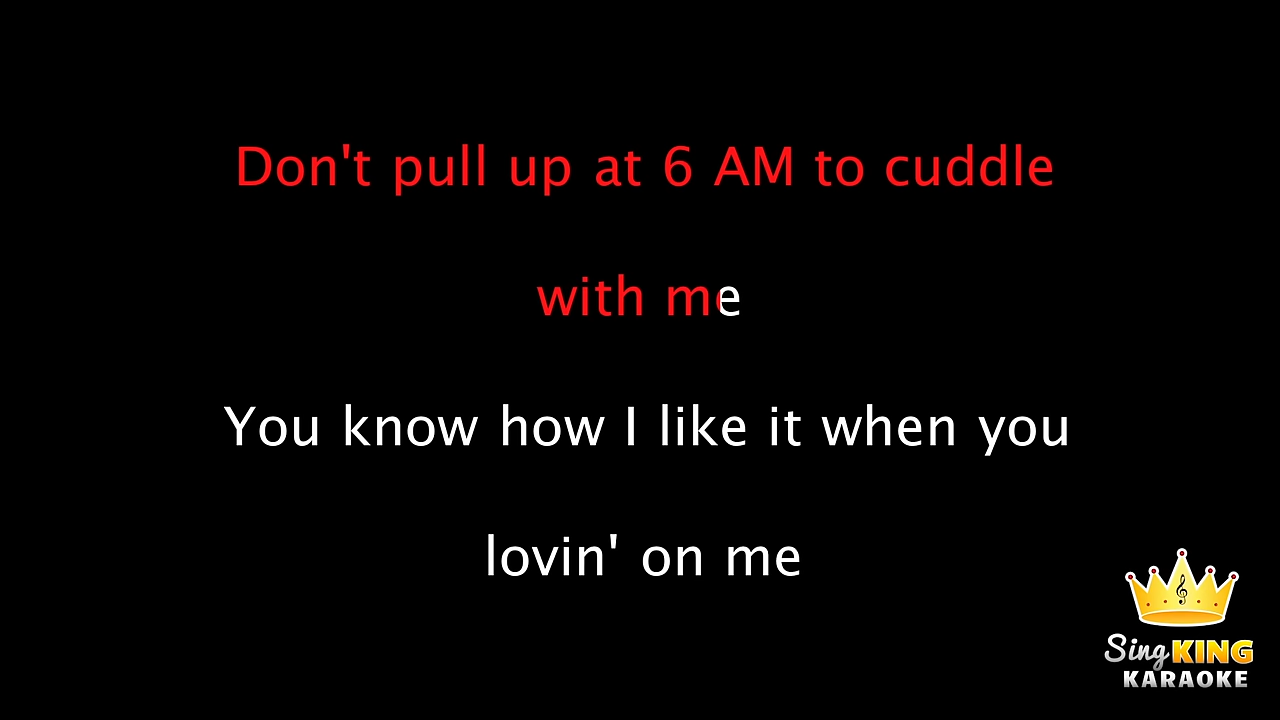 Don't pull up at 6 AM to cuddle
with me
You know how I like it when you
lovin' on me
Sing KING
KARAOKE